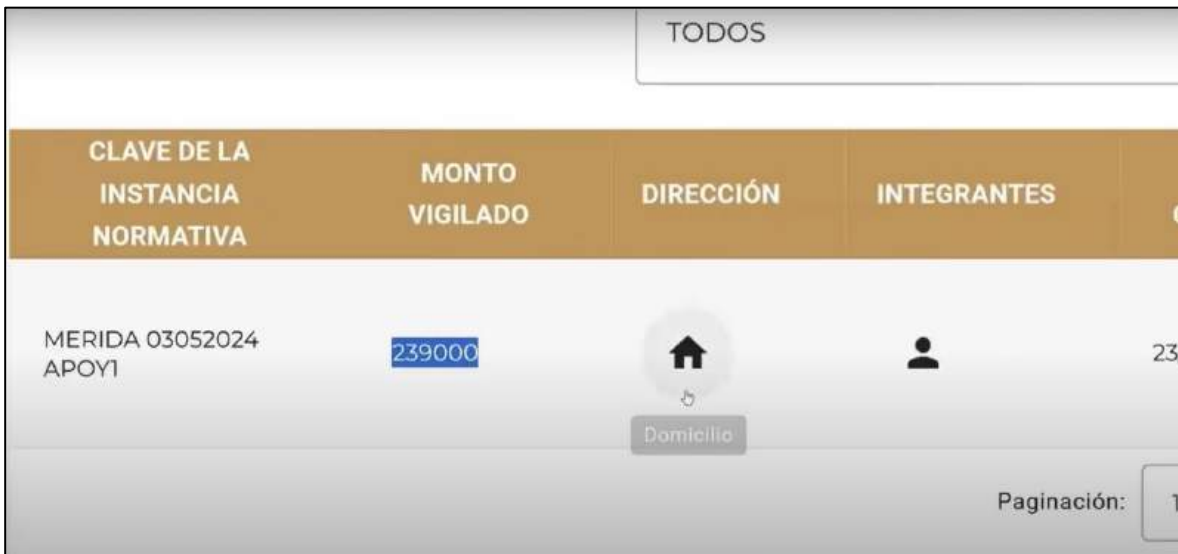 TODOS
CLAVE DE LA
INSTANCIA
NORMATIVA
MONTO
VIGILADO
DIRECCIÓN
INTEGRANTES
MERIDA 03052024
APOY1
239000
23
Domicilio
Paginación: